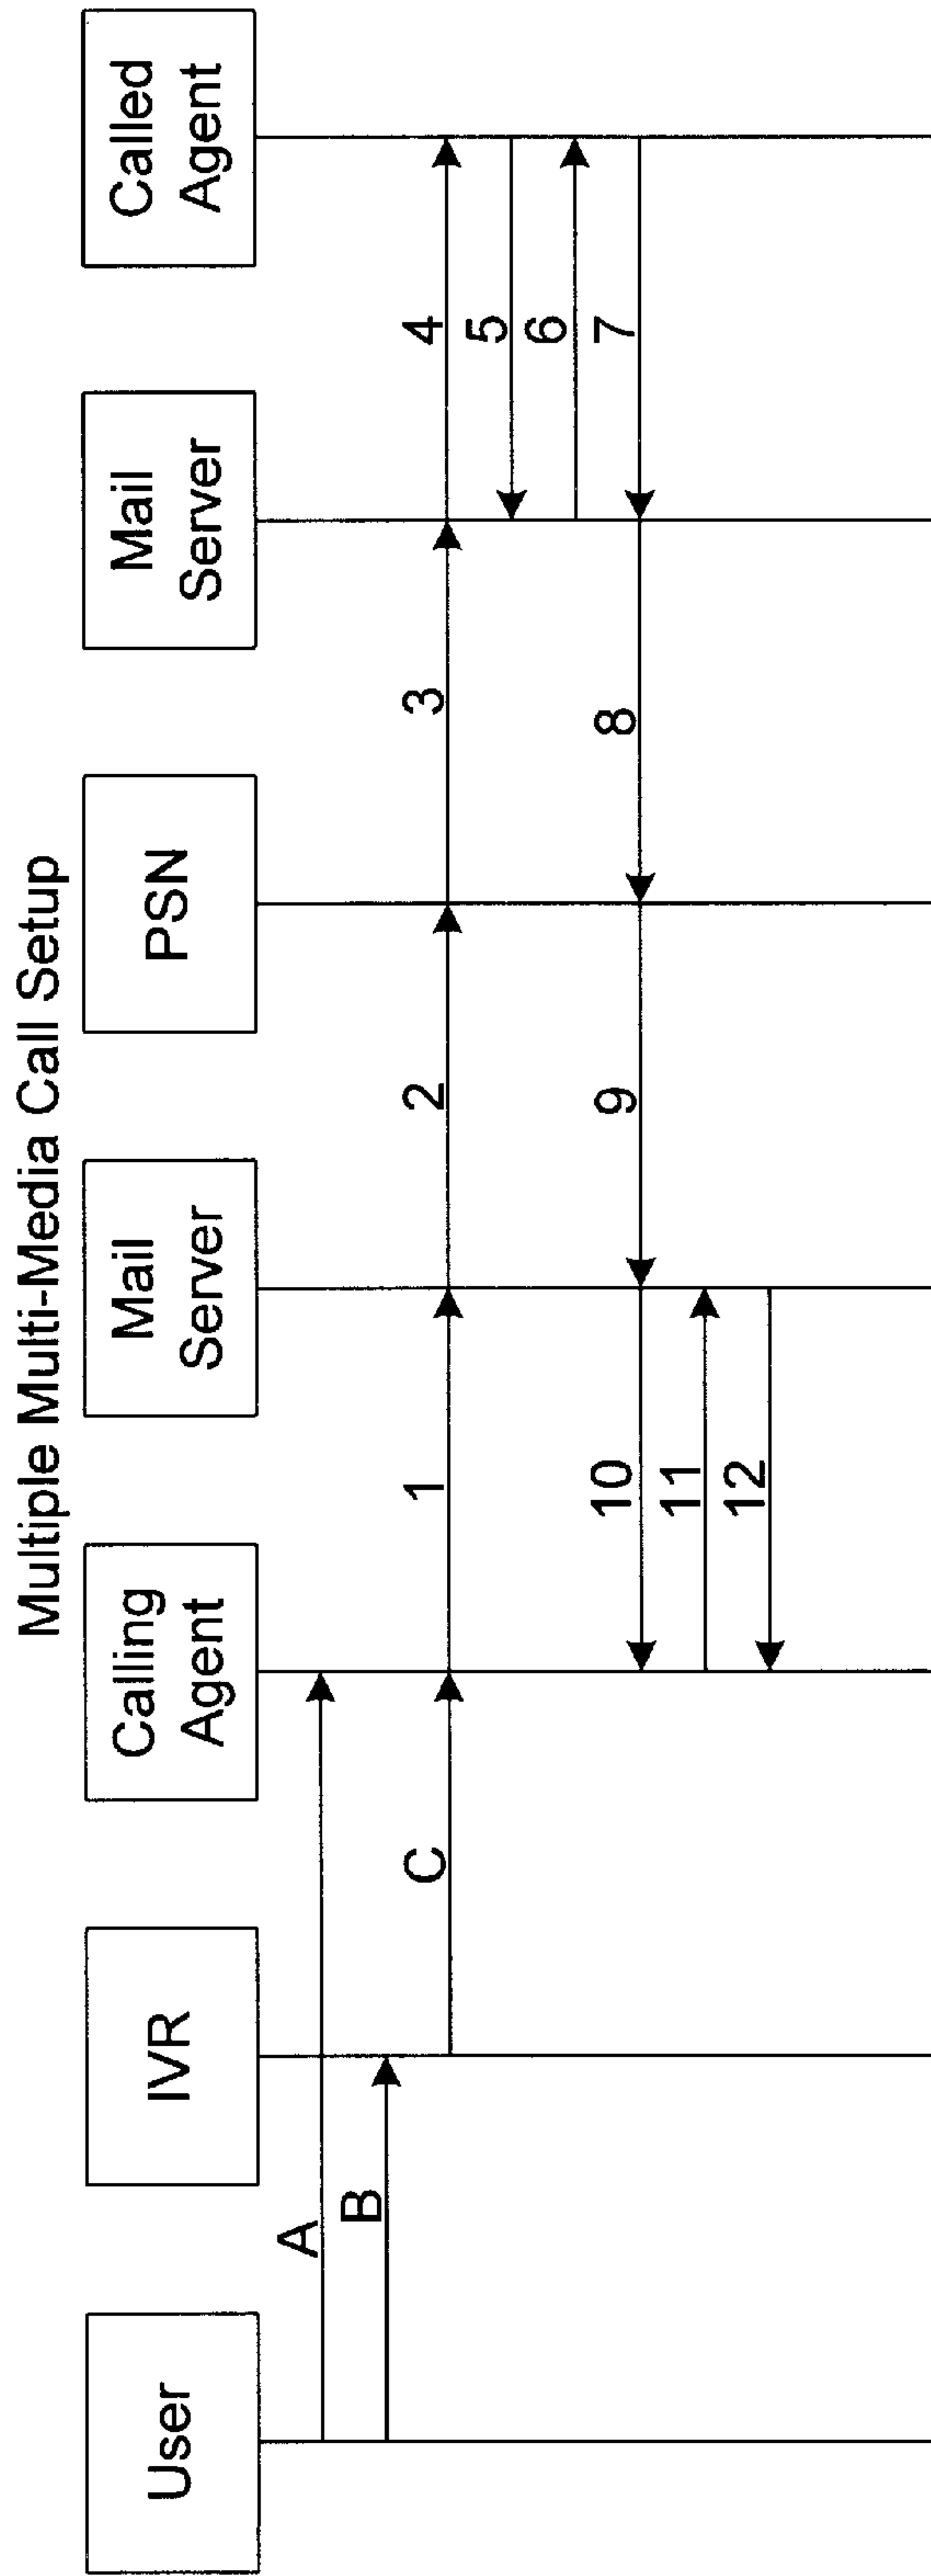 Multiple Multi-Media Call Setup
User
IVR
Calling
Agent
Mail
Server
PSN
Mail
Server
Called
Agent
A
B
C
1
2
3
4
5
6
7
8
9
10
11
12